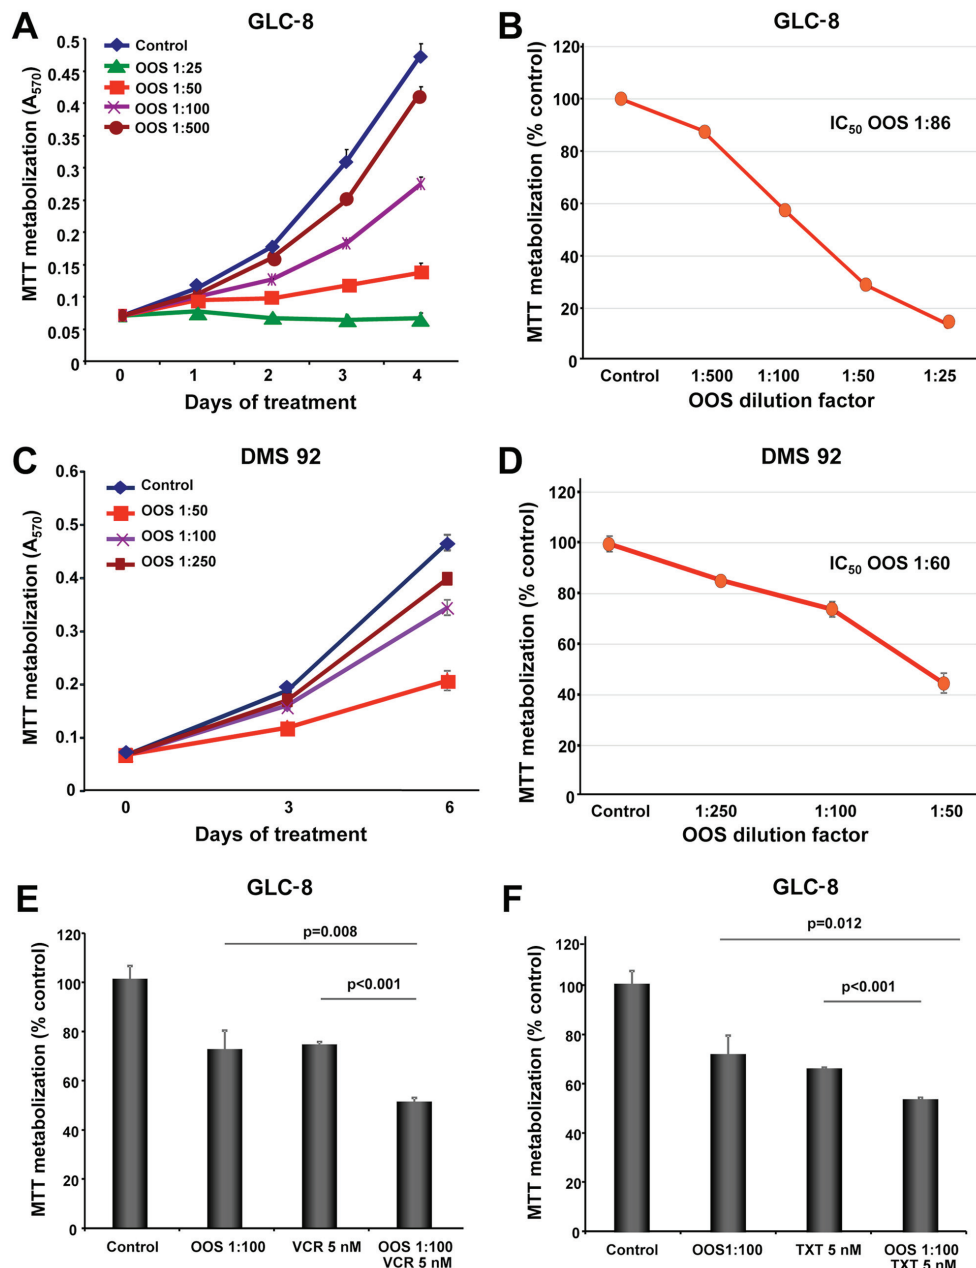 A
GLC-8
MTT metabolization (A570)
0.5
0.45
0.4
0.35
0.3
0.25
0.2
0.15
0.1
0.05
0
Control
OOS 1:25
OOS 1:50
OOS 1:100
OOS 1:500
0 1 2 3 4
Days of treatment
B
GLC-8
MTT metabolization (% control)
120
100
80
60
40
20
0
IC50 OOS 1:86
Control 1:500 1:100 1:50 1:25
OOS dilution factor
C
DMS 92
MTT metabolization (A570)
0.6
0.5
0.4
0.3
0.2
0.1
0
Control
OOS 1:50
OOS 1:100
OOS 1:250
0 3 6
Days of treatment
D
DMS 92
MTT metabolization (% control)
120
100
80
60
40
20
0
IC50 OOS 1:60
Control 1:250 1:100 1:50
OOS dilution factor
E
GLC-8
MTT metabolization (% control)
120
100
80
60
40
20
0
p=0.008
p<0.001
Control OOS 1:100 VCR 5 nM OOS 1:100
VCR 5 nM
F
GLC-8
MTT metabolization (% control)
120
100
80
60
40
20
0
p=0.012
p<0.001
Control OOS1:100 TXT 5 nM OOS 1:100
TXT 5 nM